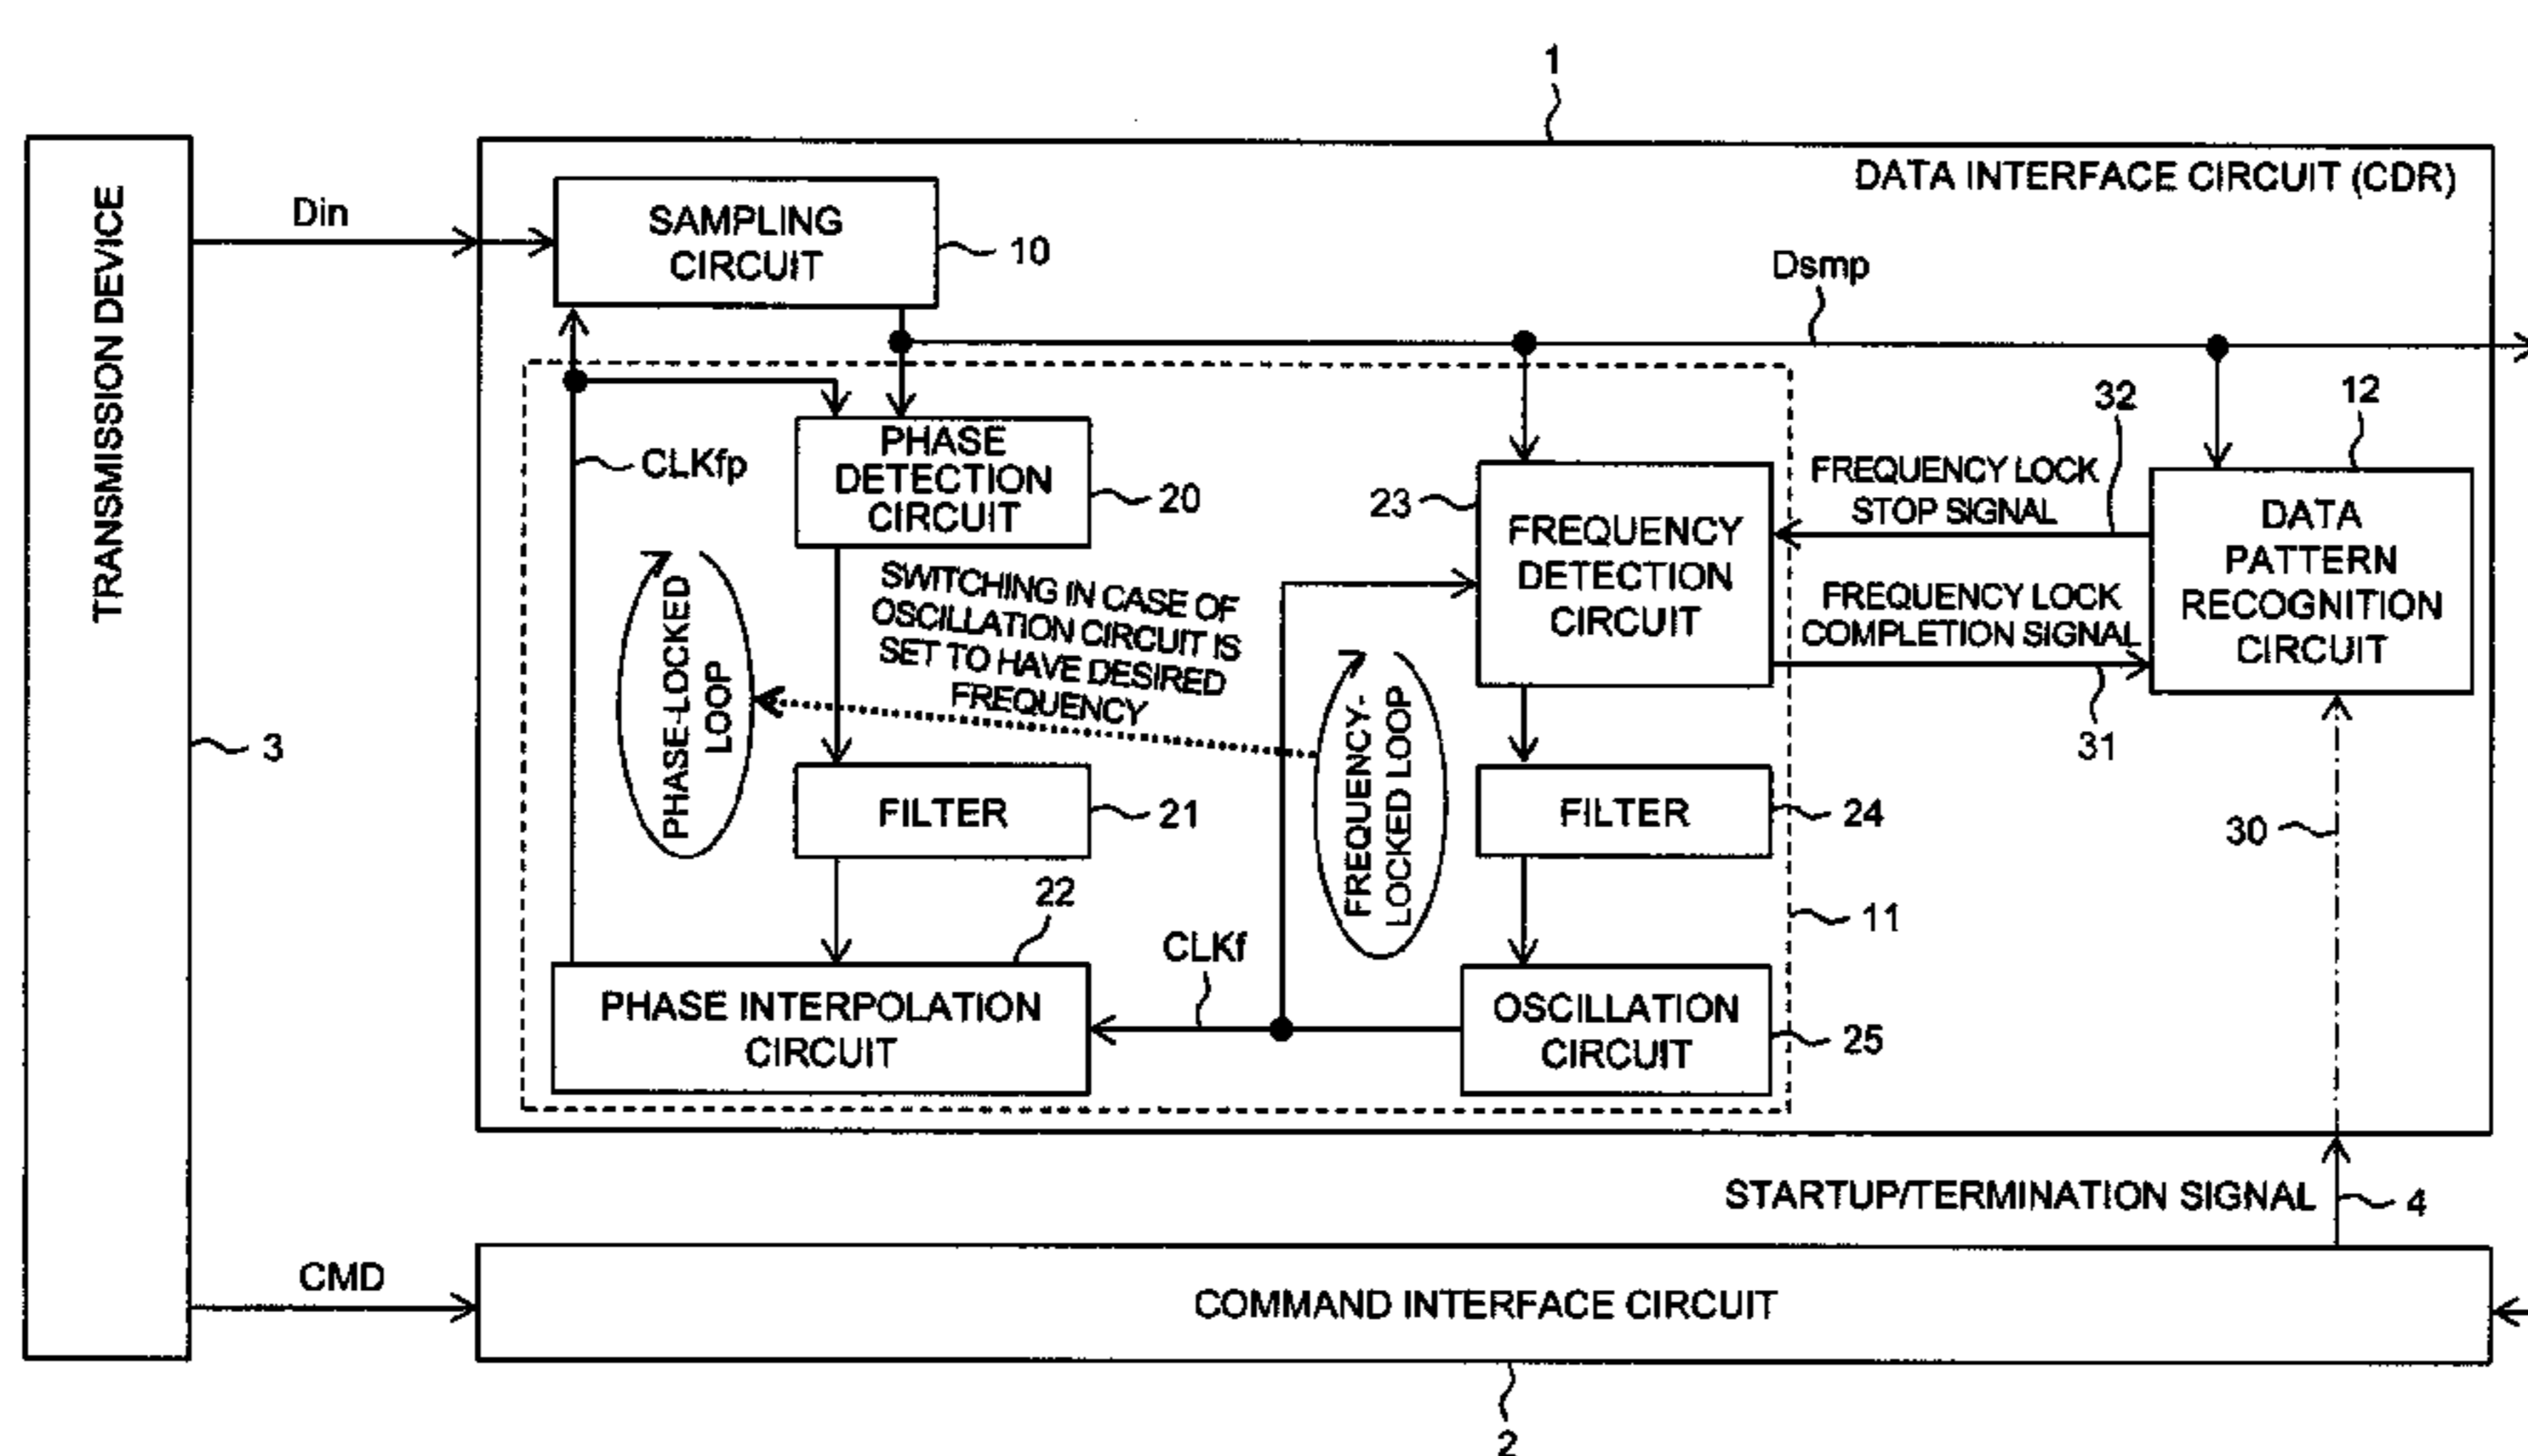 1
DATA INTERFACE CIRCUIT (CDR)
TRANSMISSION DEVICE
3
Din
SAMPLING
CIRCUIT
10
Dsmp
12
32
CLKfp
PHASE
DETECTION
CIRCUIT
20
23
FREQUENCY
DETECTION
CIRCUIT
FREQUENCY LOCK
STOP SIGNAL
FREQUENCY LOCK
COMPLETION SIGNAL
31
DATA
PATTERN
RECOGNITION
CIRCUIT
SWITCHING IN CASE OF
OSCILLATION CIRCUIT IS
SET TO HAVE DESIRED
FREQUENCY
PHASE-LOCKED
LOOP
FREQUENCY-
LOCKED LOOP
FILTER
21
FILTER
24
30
22
11
CLKf
PHASE INTERPOLATION
CIRCUIT
OSCILLATION
CIRCUIT
25
STARTUP/TERMINATION SIGNAL
4
CMD
COMMAND INTERFACE CIRCUIT
2